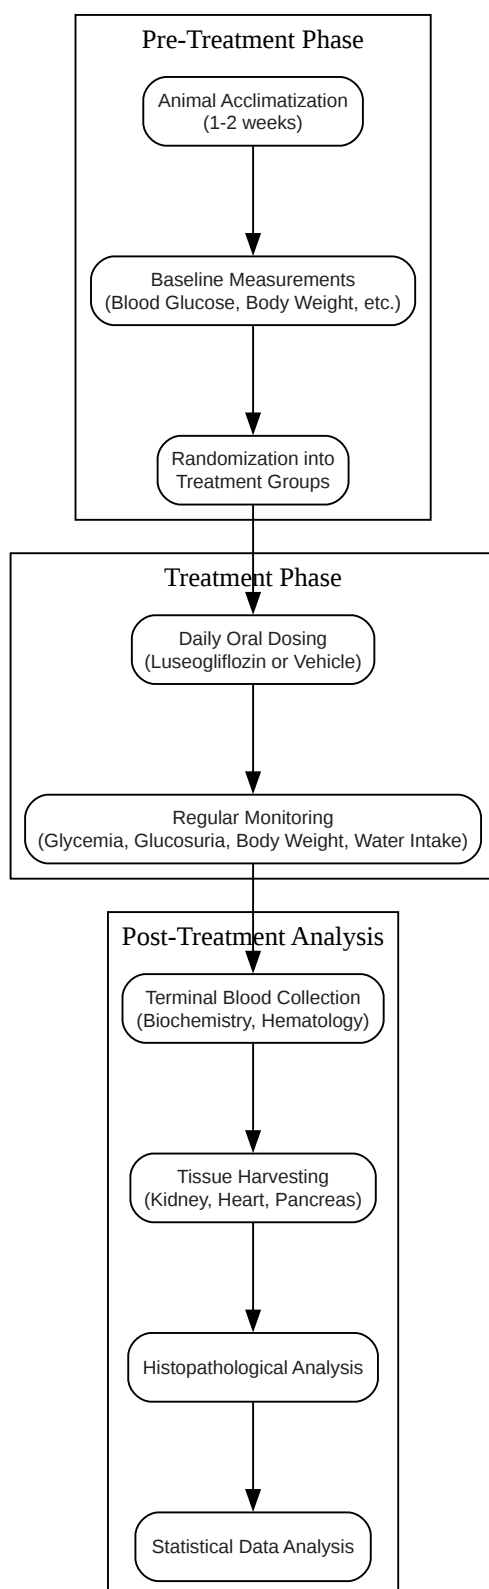 Pre-Treatment Phase
Animal Acclimatization
(1-2 weeks)
Baseline Measurements
(Blood Glucose, Body Weight, etc.)
Randomization into
Treatment Groups
Treatment Phase
Daily Oral Dosing
(Luseogliflozin or Vehicle)
Regular Monitoring
(Glycemia, Glucosuria, Body Weight, Water Intake)
Post-Treatment Analysis
Terminal Blood Collection
(Biochemistry, Hematology)
Tissue Harvesting
(Kidney, Heart, Pancreas)
Histopathological Analysis
Statistical Data Analysis